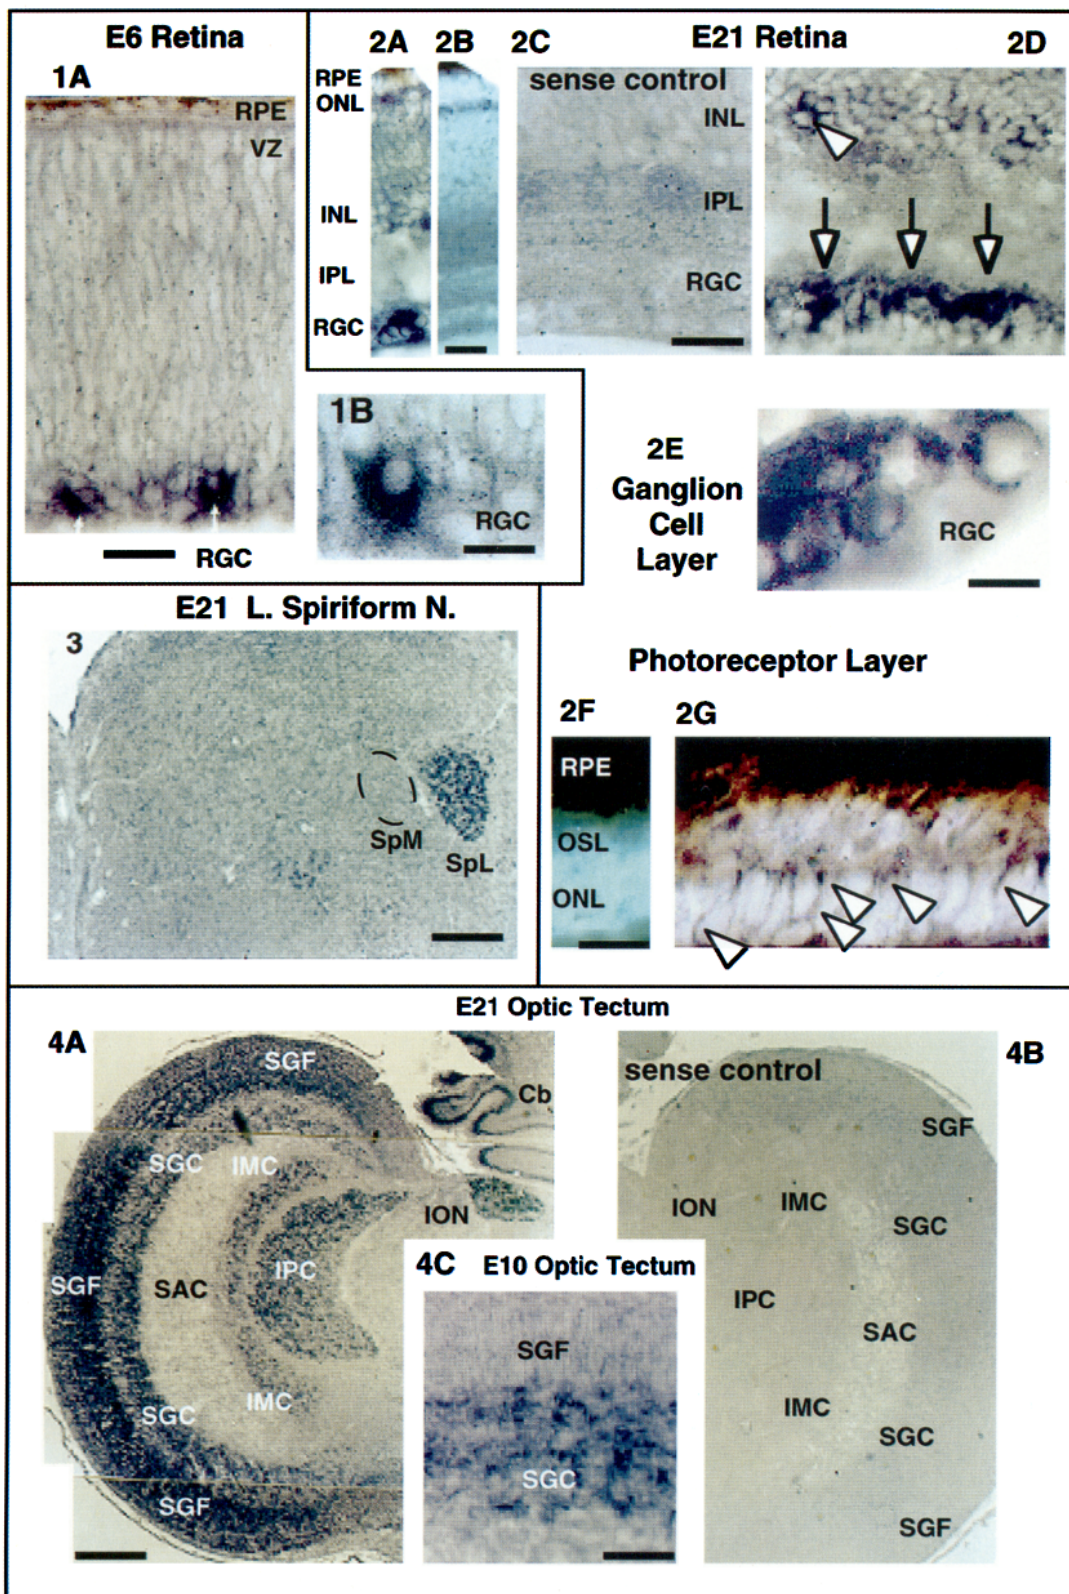 E6 Retina
1A
RPE
VZ
RGC
1B
RGC
E21 Retina
2A
2B
2C
2D
RPE
ONL
INL
IPL
RGC
sense control
INL
IPL
RGC
2E
Ganglion
Cell
Layer
RGC
E21 L. Spiriform N.
3
SpM
SpL
Photoreceptor Layer
2F
2G
RPE
OSL
ONL
E21 Optic Tectum
4A
SGF
Cb
SGC
IMC
ION
IPC
SGF
SAC
IMC
SGC
SGF
4C E10 Optic Tectum
SGF
SGC
4B
sense control
SGF
ION
IMC
SGC
IPC
SAC
IMC
SGC
SGF